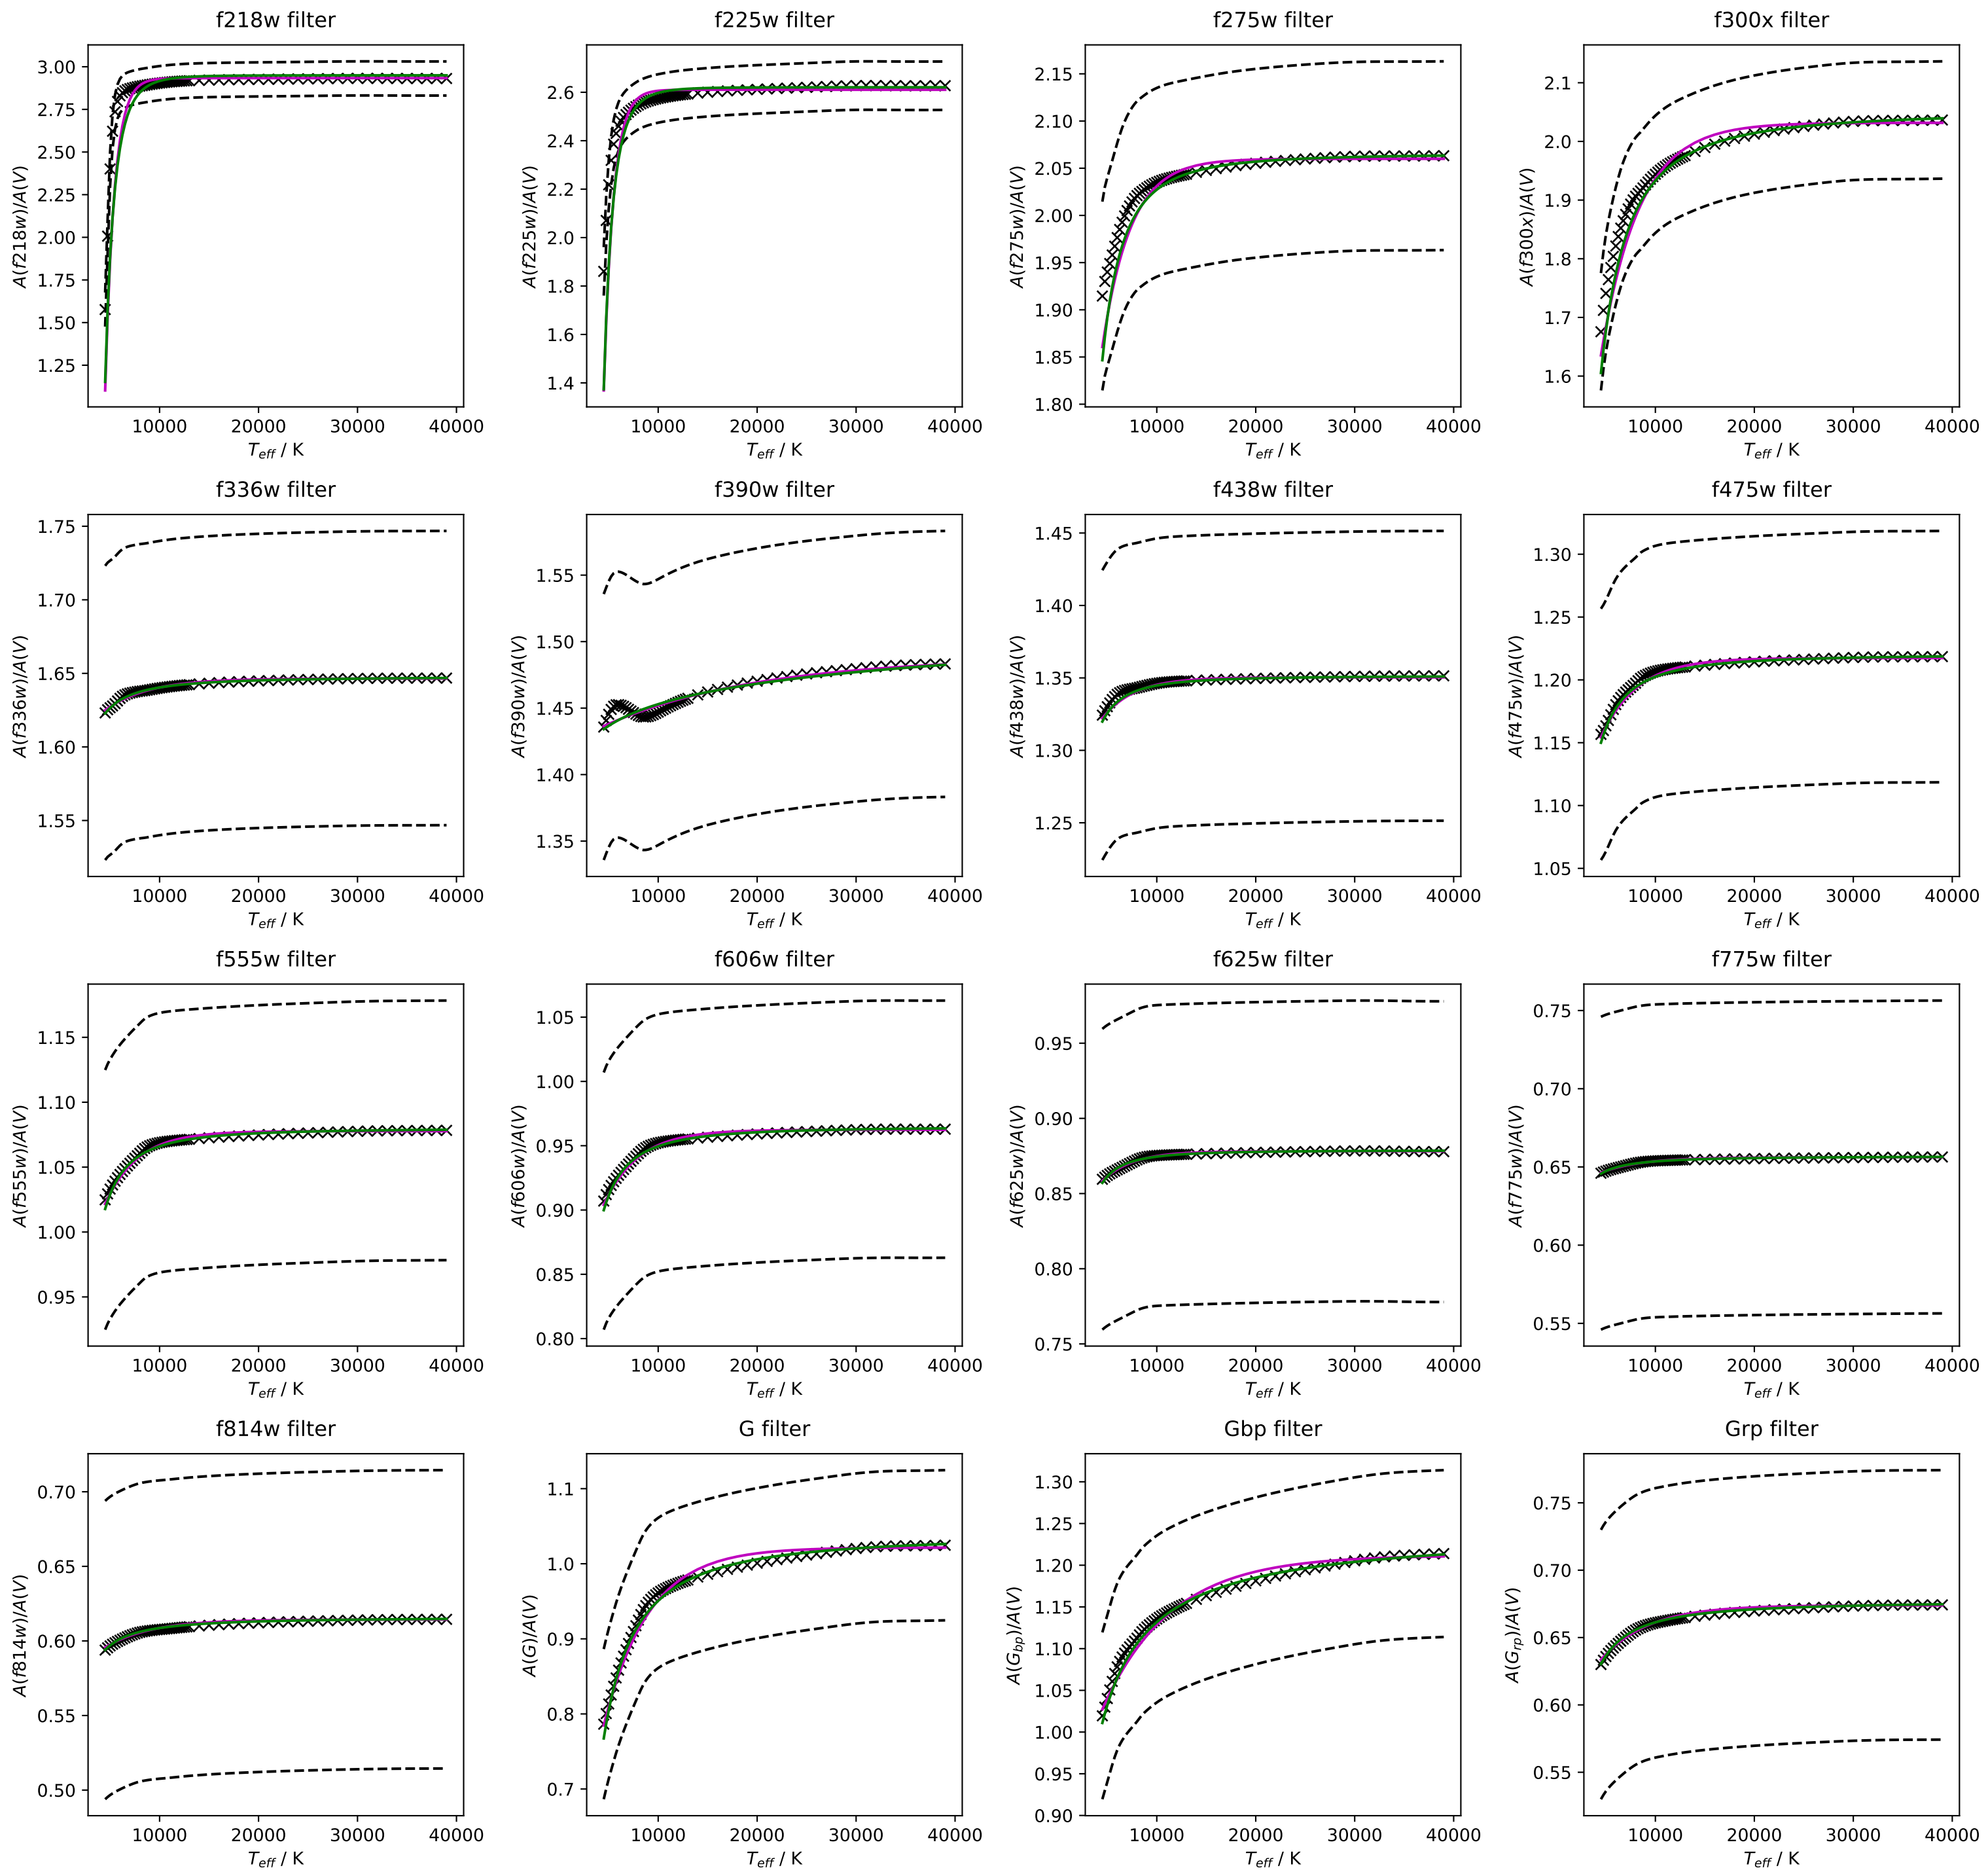 f218w filter
A(f218w)/A(V)
3.00
2.75
2.50
2.25
2.00
1.75
1.50
1.25
10000 20000 30000 40000
T_eff / K
f225w filter
A(f225w)/A(V)
2.6
2.4
2.2
2.0
1.8
1.6
1.4
10000 20000 30000 40000
T_eff / K
f275w filter
A(f275w)/A(V)
2.15
2.10
2.05
2.00
1.95
1.90
1.85
1.80
10000 20000 30000 40000
T_eff / K
f300x filter
A(f300x)/A(V)
2.1
2.0
1.9
1.8
1.7
1.6
10000 20000 30000 40000
T_eff / K
f336w filter
A(f336w)/A(V)
1.75
1.70
1.65
1.60
1.55
10000 20000 30000 40000
T_eff / K
f390w filter
A(f390w)/A(V)
1.55
1.50
1.45
1.40
1.35
10000 20000 30000 40000
T_eff / K
f438w filter
A(f438w)/A(V)
1.45
1.40
1.35
1.30
1.25
10000 20000 30000 40000
T_eff / K
f475w filter
A(f475w)/A(V)
1.30
1.25
1.20
1.15
1.10
1.05
10000 20000 30000 40000
T_eff / K
f555w filter
A(f555w)/A(V)
1.15
1.10
1.05
1.00
0.95
10000 20000 30000 40000
T_eff / K
f606w filter
A(f606w)/A(V)
1.05
1.00
0.95
0.90
0.85
0.80
10000 20000 30000 40000
T_eff / K
f625w filter
A(f625w)/A(V)
0.95
0.90
0.85
0.80
0.75
10000 20000 30000 40000
T_eff / K
f775w filter
A(f775w)/A(V)
0.75
0.70
0.65
0.60
0.55
10000 20000 30000 40000
T_eff / K
f814w filter
A(f814w)/A(V)
0.70
0.65
0.60
0.55
0.50
10000 20000 30000 40000
T_eff / K
G filter
A(G)/A(V)
1.1
1.0
0.9
0.8
0.7
10000 20000 30000 40000
T_eff / K
Gbp filter
A(G_bp)/A(V)
1.30
1.25
1.20
1.15
1.10
1.05
1.00
0.95
0.90
10000 20000 30000 40000
T_eff / K
Grp filter
A(G_rp)/A(V)
0.75
0.70
0.65
0.60
0.55
10000 20000 30000 40000
T_eff / K